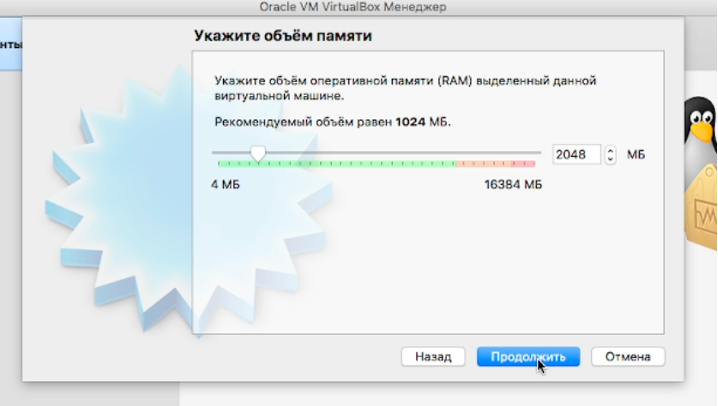 Oracle VM VirtualBox Менеджер
нты
Укажите объём памяти
Укажите объём оперативной памяти (RAM) выделенный данной
виртуальной машине.
Рекомендуемый объём равен 1024 МБ.
2048 МБ
4 МБ 16384 МБ
Назад Продолжить Отмена